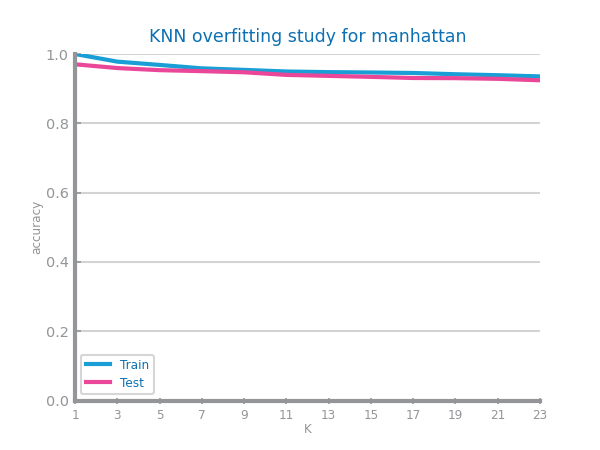 KNN overfitting study for manhattan
1.0
0.8
0.6
0.4
0.2
0.0
accuracy
Train
Test
1 3 5 7 9 11 13 15 17 19 21 23
K